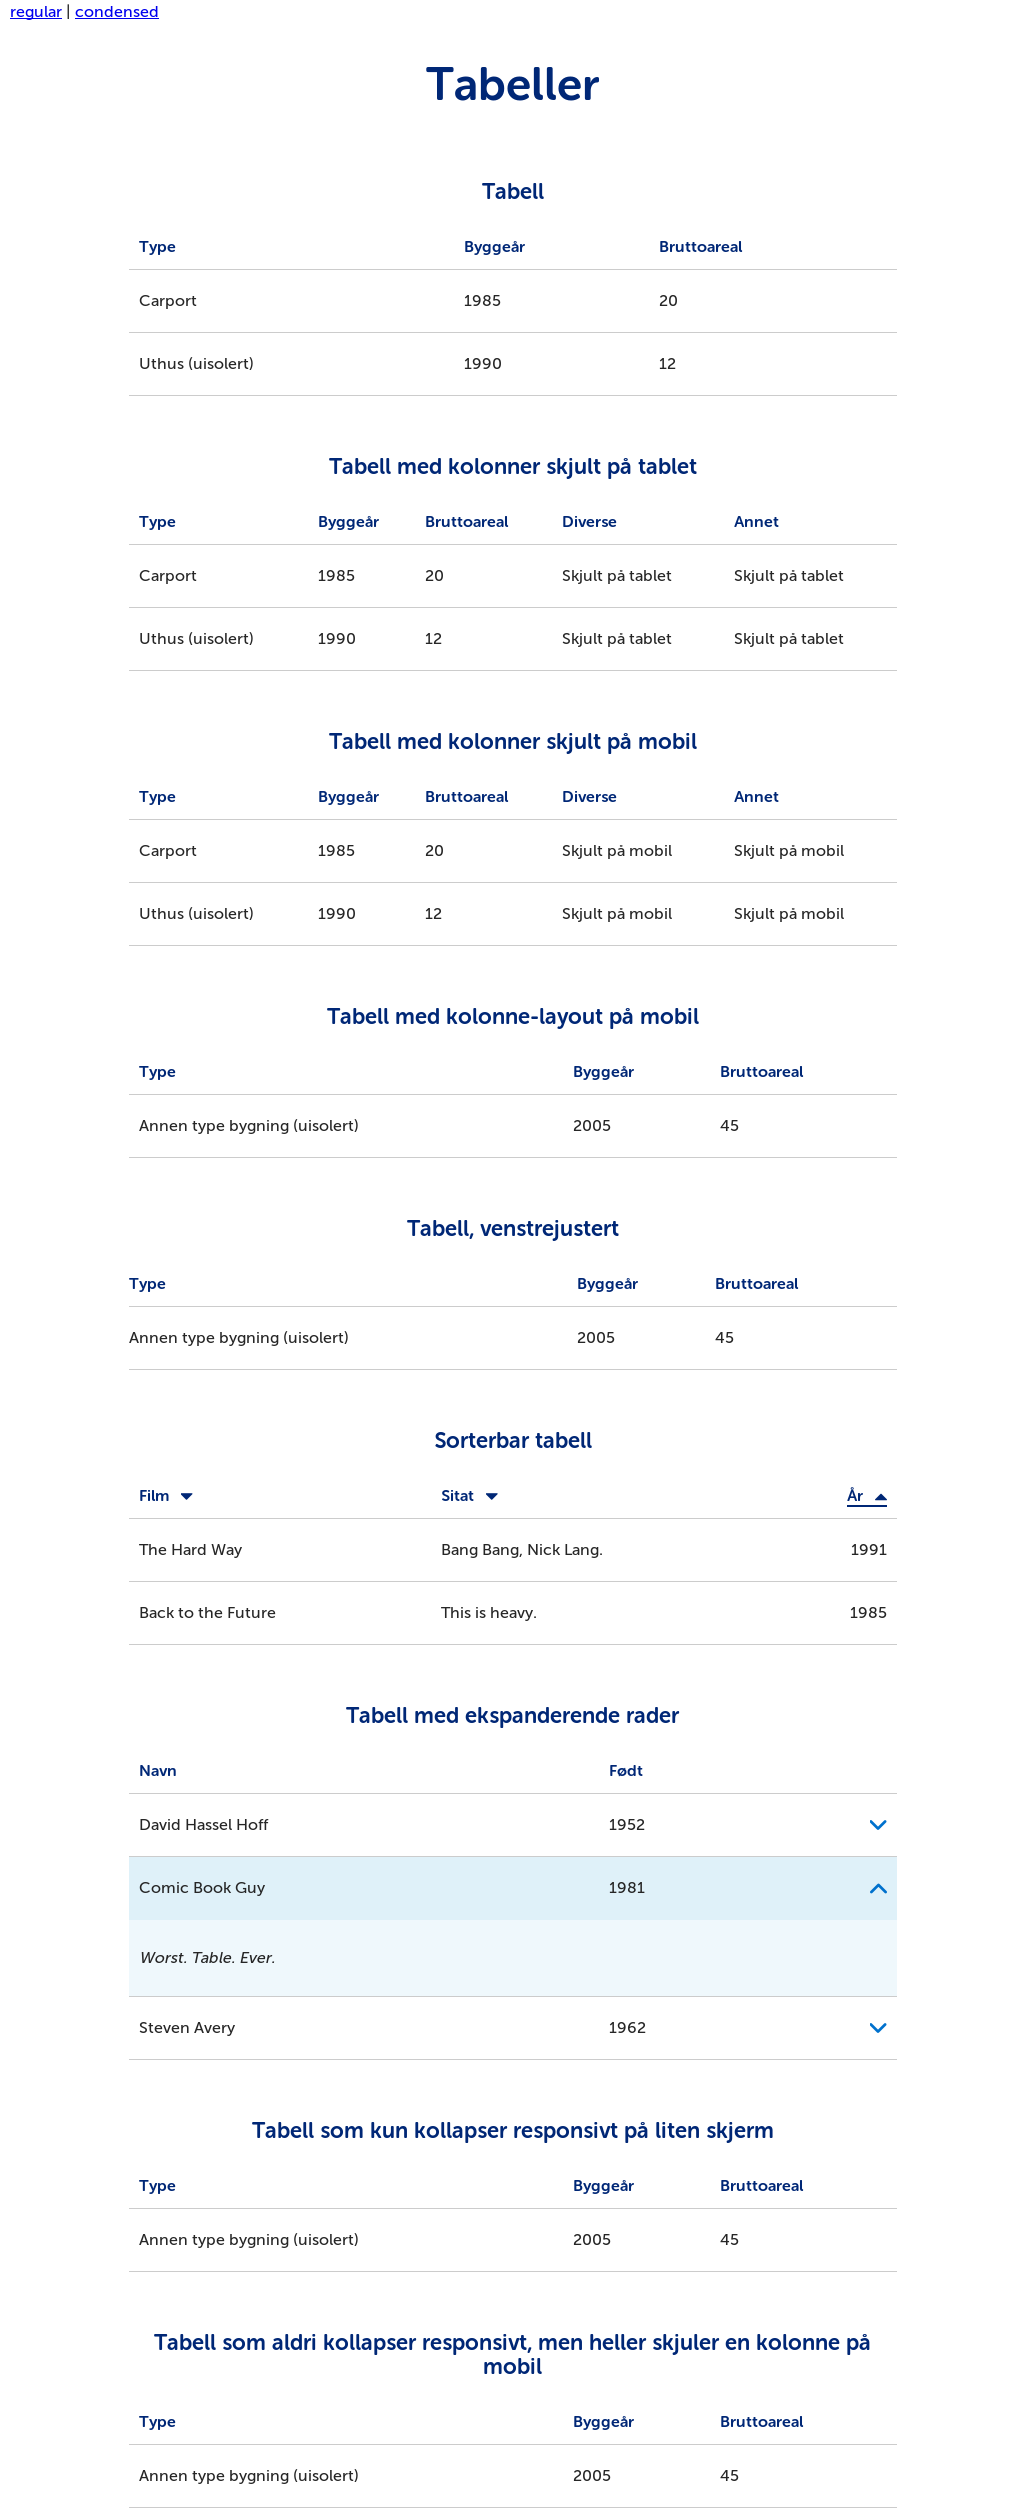 regular | condensed
Tabeller
Tabell
Type Byggeår Bruttoareal
Carport 1985 20
Uthus (uisolert) 1990 12
Tabell med kolonner skjult på tablet
Type Byggeår Bruttoareal Diverse Annet
Carport 1985 20 Skjult på tablet Skjult på tablet
Uthus (uisolert) 1990 12 Skjult på tablet Skjult på tablet
Tabell med kolonner skjult på mobil
Type Byggeår Bruttoareal Diverse Annet
Carport 1985 20 Skjult på mobil Skjult på mobil
Uthus (uisolert) 1990 12 Skjult på mobil Skjult på mobil
Tabell med kolonne-layout på mobil
Type Byggeår Bruttoareal
Annen type bygning (uisolert) 2005 45
Tabell, venstrejustert
Type Byggeår Bruttoareal
Annen type bygning (uisolert) 2005 45
Sorterbar tabell
Film Sitat År
The Hard Way Bang Bang, Nick Lang. 1991
Back to the Future This is heavy. 1985
Tabell med ekspanderende rader
Navn Født
David Hassel Hoff 1952
Comic Book Guy 1981
Worst. Table. Ever.
Steven Avery 1962
Tabell som kun kollapser responsivt på liten skjerm
Type Byggeår Bruttoareal
Annen type bygning (uisolert) 2005 45
Tabell som aldri kollapser responsivt, men heller skjuler en kolonne på
mobil
Type Byggeår Bruttoareal
Annen type bygning (uisolert) 2005 45